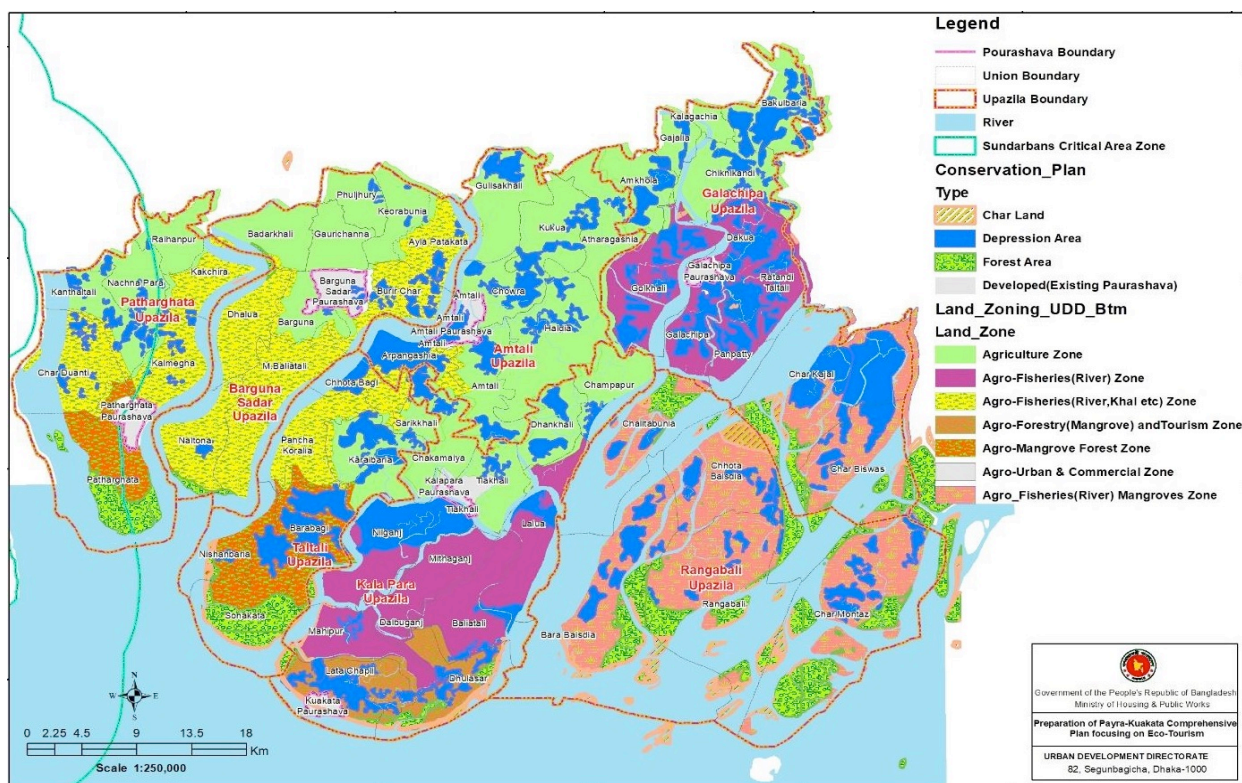 Legend
Pourashava Boundary
Union Boundary
Upazila Boundary
River
Sundarbans Critical Area Zone
Conservation_Plan
Type
Char Land
Depression Area
Forest Area
Developed(Existing Paurashava)
Land_Zoning_UDD_Btm
Land_Zone
Agriculture Zone
Agro-Fisheries(River) Zone
Agro-Fisheries(River,Khal etc) Zone
Agro-Forestry(Mangrove) andTourism Zone
Agro-Mangrove Forest Zone
Agro-Urban & Commercial Zone
Agro_Fisheries(River) Mangroves Zone
Bakulbaria
Kalagachia
Gajalia
Chiknikandi
Amkhola
Galachipa
Upazila
Gulisakhali
Phuljhury
Keorabunia
Kukua
Atharagashia
Dakua
Badarkhali
Gaurichanna
Ayla Patakata
Raihanpur
Kakchira
Nachna Para
Kanthaltali
Patharghata
Upazila
Barguna
Sadar
Paurashava
Burir Char
Chowra
Golkhali
Galachipa
Paurashava
Ratandi
Taltali
Dhalua
Barguna
Amtali
Amtali
Amtali Paurashava
Amtali
Haldia
Galachipa
Panpatty
Char Duanti
Kalmegha
M.Baliatali
Arpangashia
Amtali
Upazila
Chhota Bagi
Amtali
Champapur
Char Kajal
Barguna
Sadar
Upazila
Patharghata
Paurashava
Naltona
Pancha
Koralia
Sarikkhali
Dhankhali
Chalitabunia
Karaibaria
Chakamaiya
Chhota
Baisdia
Char Biswas
Patharghata
Kalapara
Paurashava
Tiakhali
Tiakhali
Barabagi
Nishanbaria
Taltali
Upazila
Nilganj
Lalua
Mithaganj
Rangabali
Upazila
Kala Para
Upazila
Sonakata
Rangabali
Char Montaz
Mahipur
Dalbuganj
Baliatali
Bara Baisdia
Lata Chapli
Dhulasar
Kuakata
Paurashava
N
W E
S
0 2.25 4.5 9 13.5 18
Km
Scale 1:250,000
Government of the People's Republic of Bangladesh
Ministry of Housing & Public Works
Preparation of Payra-Kuakata Comprehensive
Plan focusing on Eco-Tourism
URBAN DEVELOPMENT DIRECTORATE
82, Segunbagicha, Dhaka-1000